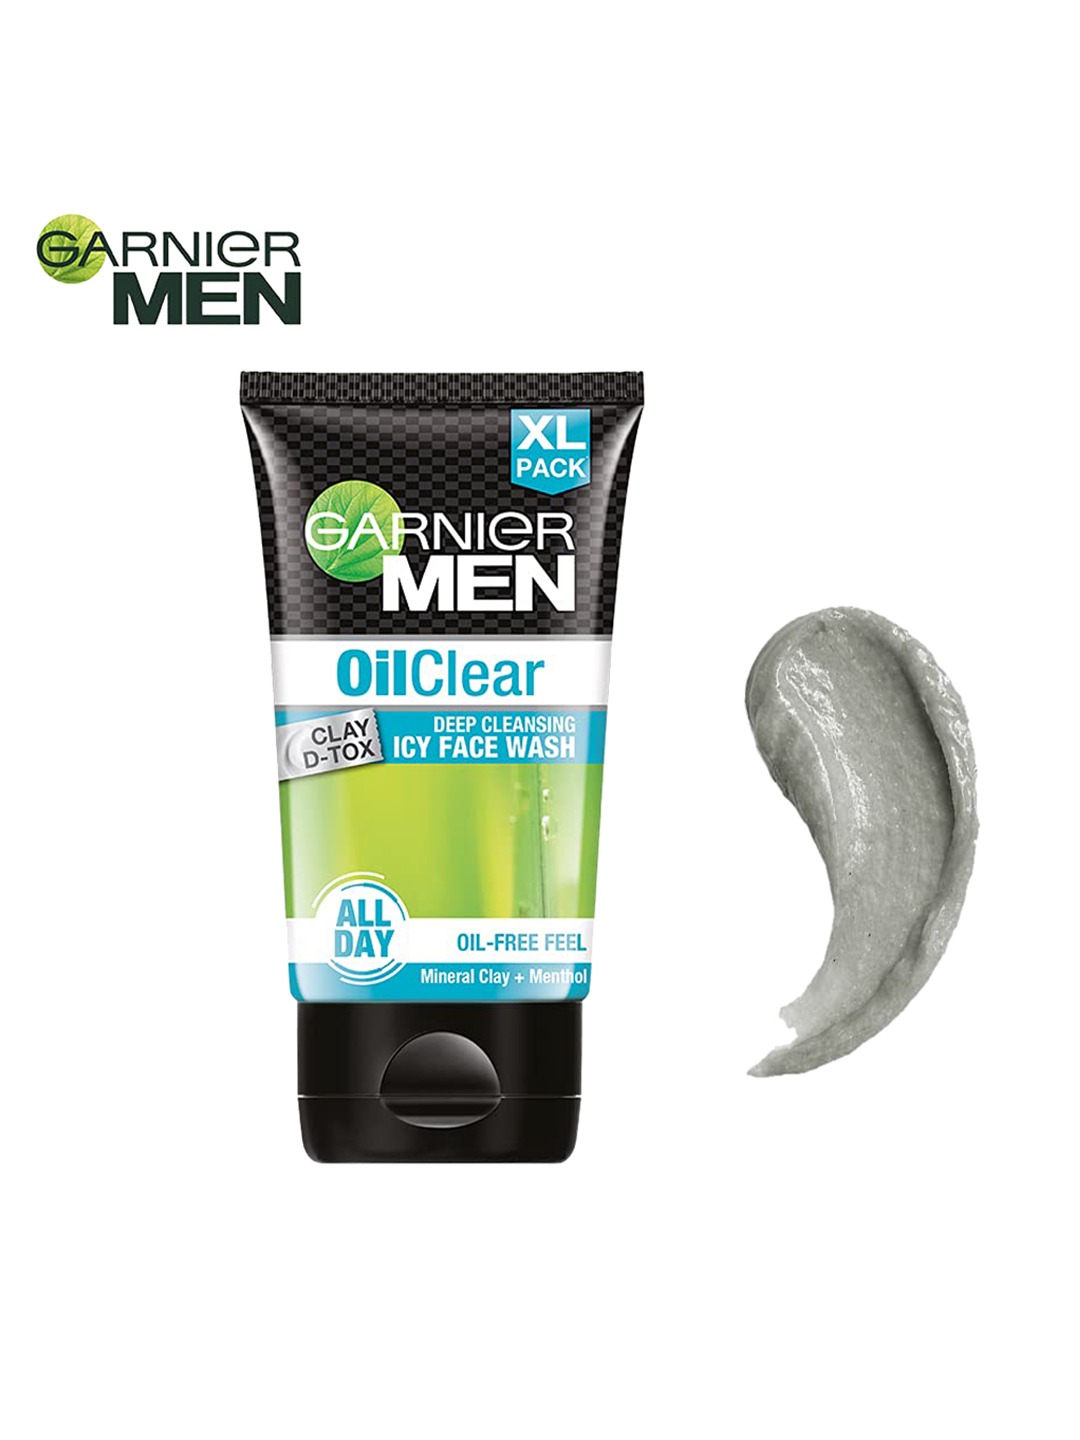 GARNIER
MEN
XL
PACK
GARNIER
MEN
OilClear
CLAY
D-TOX
DEEP CLEANSING
ICY FACE WASH
ALL
DAY
OIL-FREE FEEL
Mineral Clay + Menthol